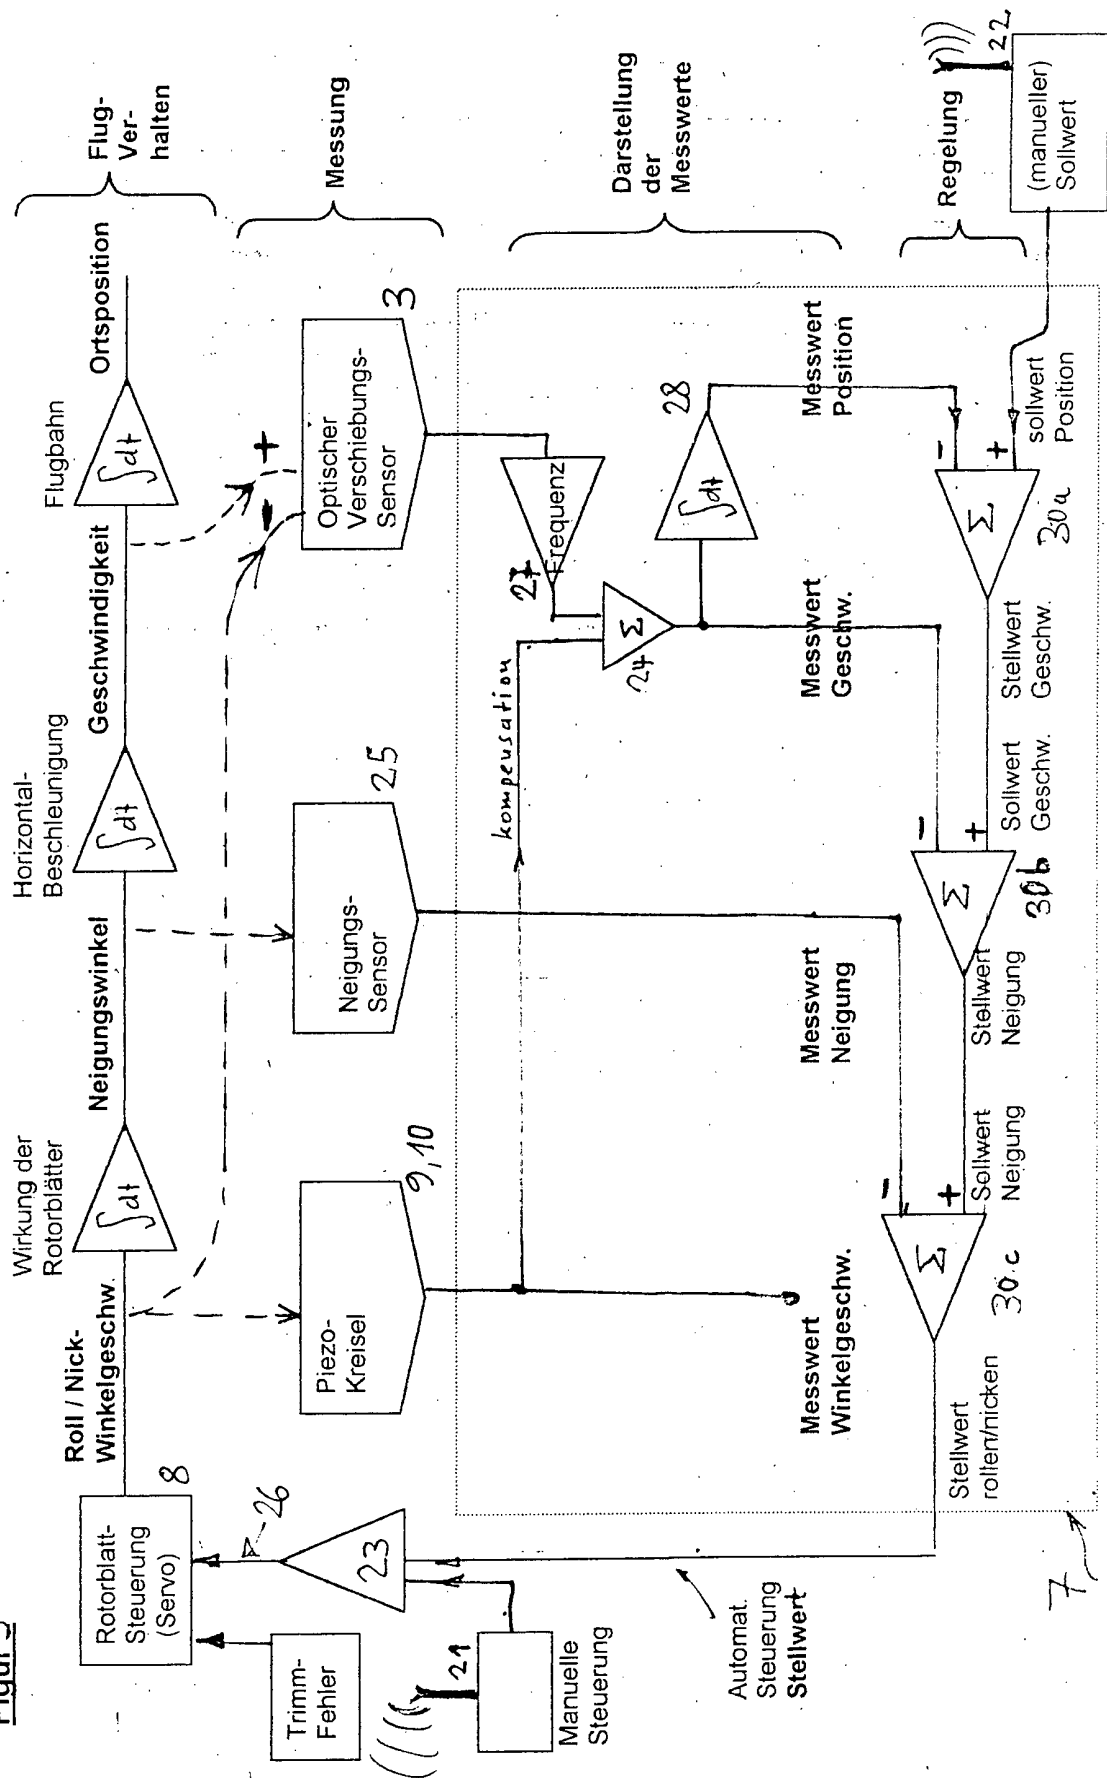 Figur 3
Wirkung der
Rotorblätter
Horizontal-
Beschleunigung
Flugbahn
Rotorblatt-
Steuerung
(Servo)
8
Roll / Nick-
Winkelgeschw.
∫dt
Neigungswinkel
∫dt
Geschwindigkeit
∫dt
Ortsposition
Flug-
Ver-
halten
Trimm-
Fehler
26
23
21
Manuelle
Steuerung
Automat.
Steuerung
Stellwert
Piezo-
Kreisel
9,10
Neigungs-
Sensor
25
- +
Optischer
Verschiebungs-
Sensor
3
Messung
kompensation
27
Frequenz
24
Σ
28
∫dt
Darstellung
der
Messwerte
Messwert
Winkelgeschw.
Messwert
Neigung
Messwert
Geschw.
Messwert
Position
Regelung
22
(manueller)
Sollwert
Stellwert
rollen/nicken
- +
Σ
30c
Sollwert
Neigung
Stellwert
Neigung
- +
Σ
30b
Sollwert
Geschw.
Stellwert
Geschw.
- +
Σ
30a
sollwert
Position
7